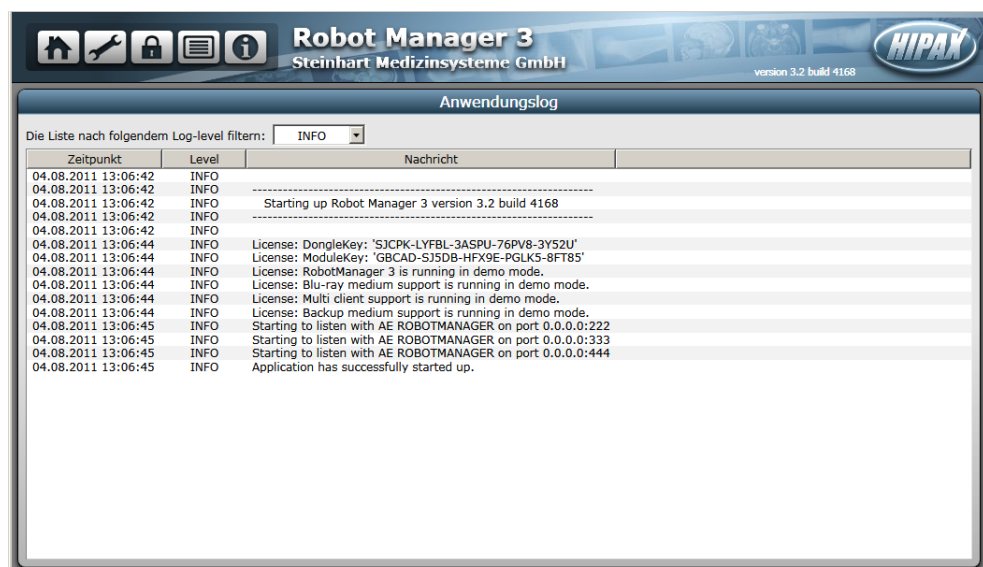 Robot Manager 3
Steinhart Medizinsysteme GmbH
version 3.2 build 4168
HIPAX
Anwendungslog
Die Liste nach folgendem Log-level filtern: INFO
Zeitpunkt Level Nachricht
04.08.2011 13:06:42 INFO
04.08.2011 13:06:42 INFO --------------------------------------------------------------------
04.08.2011 13:06:42 INFO Starting up Robot Manager 3 version 3.2 build 4168
04.08.2011 13:06:42 INFO --------------------------------------------------------------------
04.08.2011 13:06:42 INFO
04.08.2011 13:06:44 INFO License: DongleKey: 'SJCPK-LYFBL-3ASPU-76PV8-3Y52U'
04.08.2011 13:06:44 INFO License: ModuleKey: 'GBCAD-SJ5DB-HFX9E-PGLK5-8FT85'
04.08.2011 13:06:44 INFO License: RobotManager 3 is running in demo mode.
04.08.2011 13:06:44 INFO License: Blu-ray medium support is running in demo mode.
04.08.2011 13:06:44 INFO License: Multi client support is running in demo mode.
04.08.2011 13:06:44 INFO License: Backup medium support is running in demo mode.
04.08.2011 13:06:45 INFO Starting to listen with AE ROBOTMANAGER on port 0.0.0.0:222
04.08.2011 13:06:45 INFO Starting to listen with AE ROBOTMANAGER on port 0.0.0.0:333
04.08.2011 13:06:45 INFO Starting to listen with AE ROBOTMANAGER on port 0.0.0.0:444
04.08.2011 13:06:45 INFO Application has successfully started up.